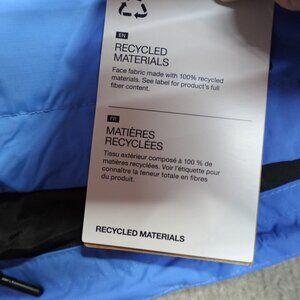 EN
RECYCLED
MATERIALS
Face fabric made with 100% recycled
materials. See label for product's full
fiber content.
FR
MATIÈRES
RECYCLÉES
Tissu extérieur composé à 100 % de
matières recyclées. Voir l'étiquette pour
connaître la teneur totale en fibres
du produit.
RECYCLED MATERIALS